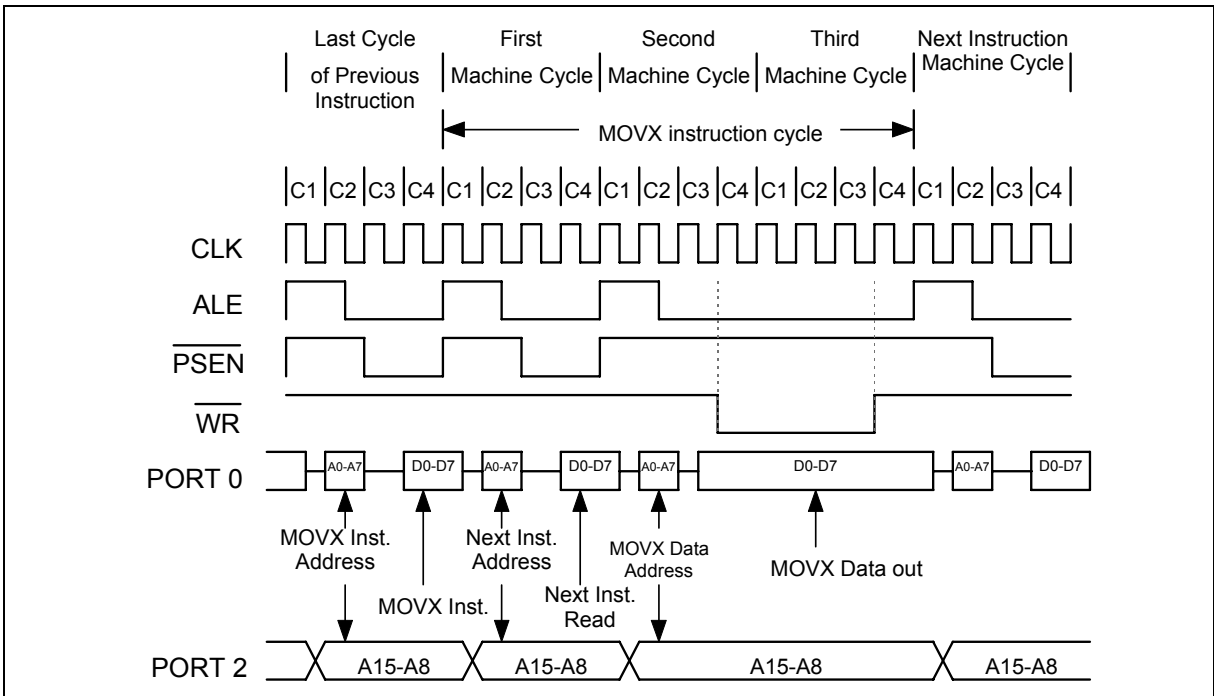 Last Cycle
of Previous
Instruction
First
Machine Cycle
Second
Machine Cycle
Third
Machine Cycle
Next Instruction
Machine Cycle
MOVX instruction cycle
C1 C2 C3 C4 C1 C2 C3 C4 C1 C2 C3 C4 C1 C2 C3 C4 C1 C2 C3 C4
CLK
ALE
PSEN
WR
PORT 0
A0-A7 D0-D7 A0-A7 D0-D7 A0-A7 D0-D7 A0-A7 D0-D7
MOVX Inst.
Address
MOVX Inst.
Next Inst.
Address
Next Inst.
Read
MOVX Data
Address
MOVX Data out
PORT 2
A15-A8 A15-A8 A15-A8 A15-A8